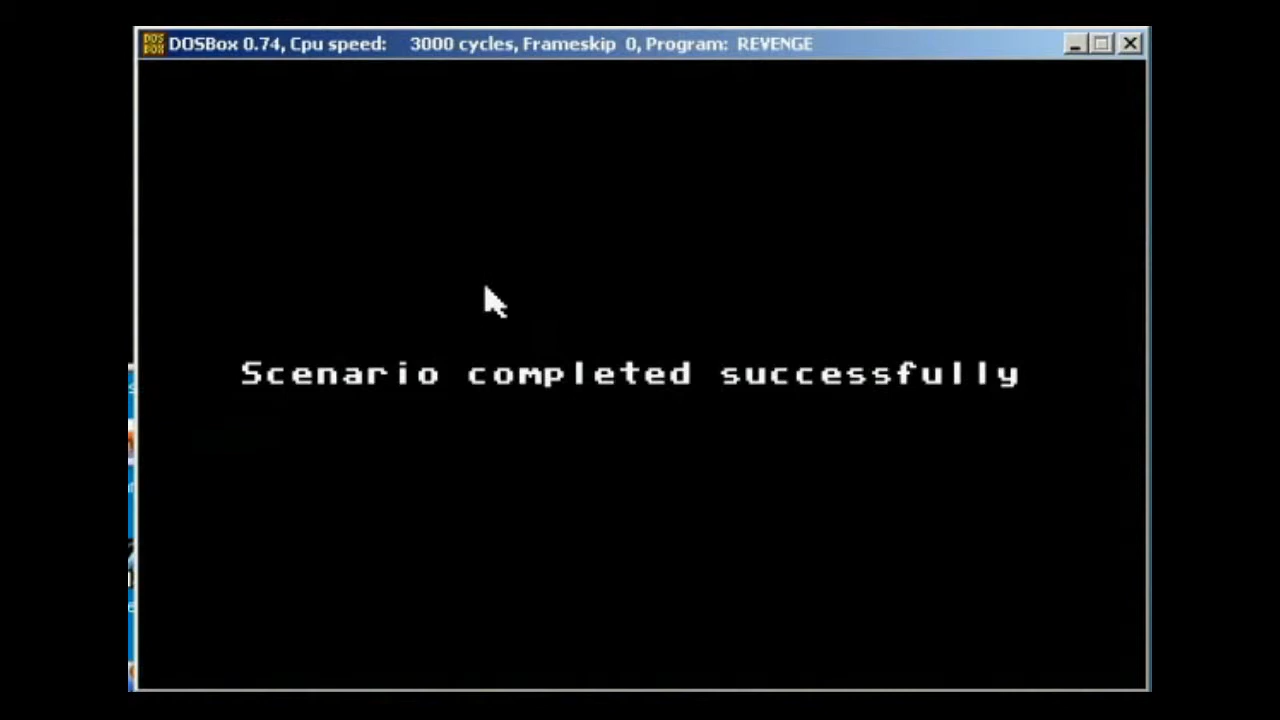 DOSBox 0.74, Cpu speed: 3000 cycles, Frameskip 0, Program: REVENGE
Scenario completed successfully